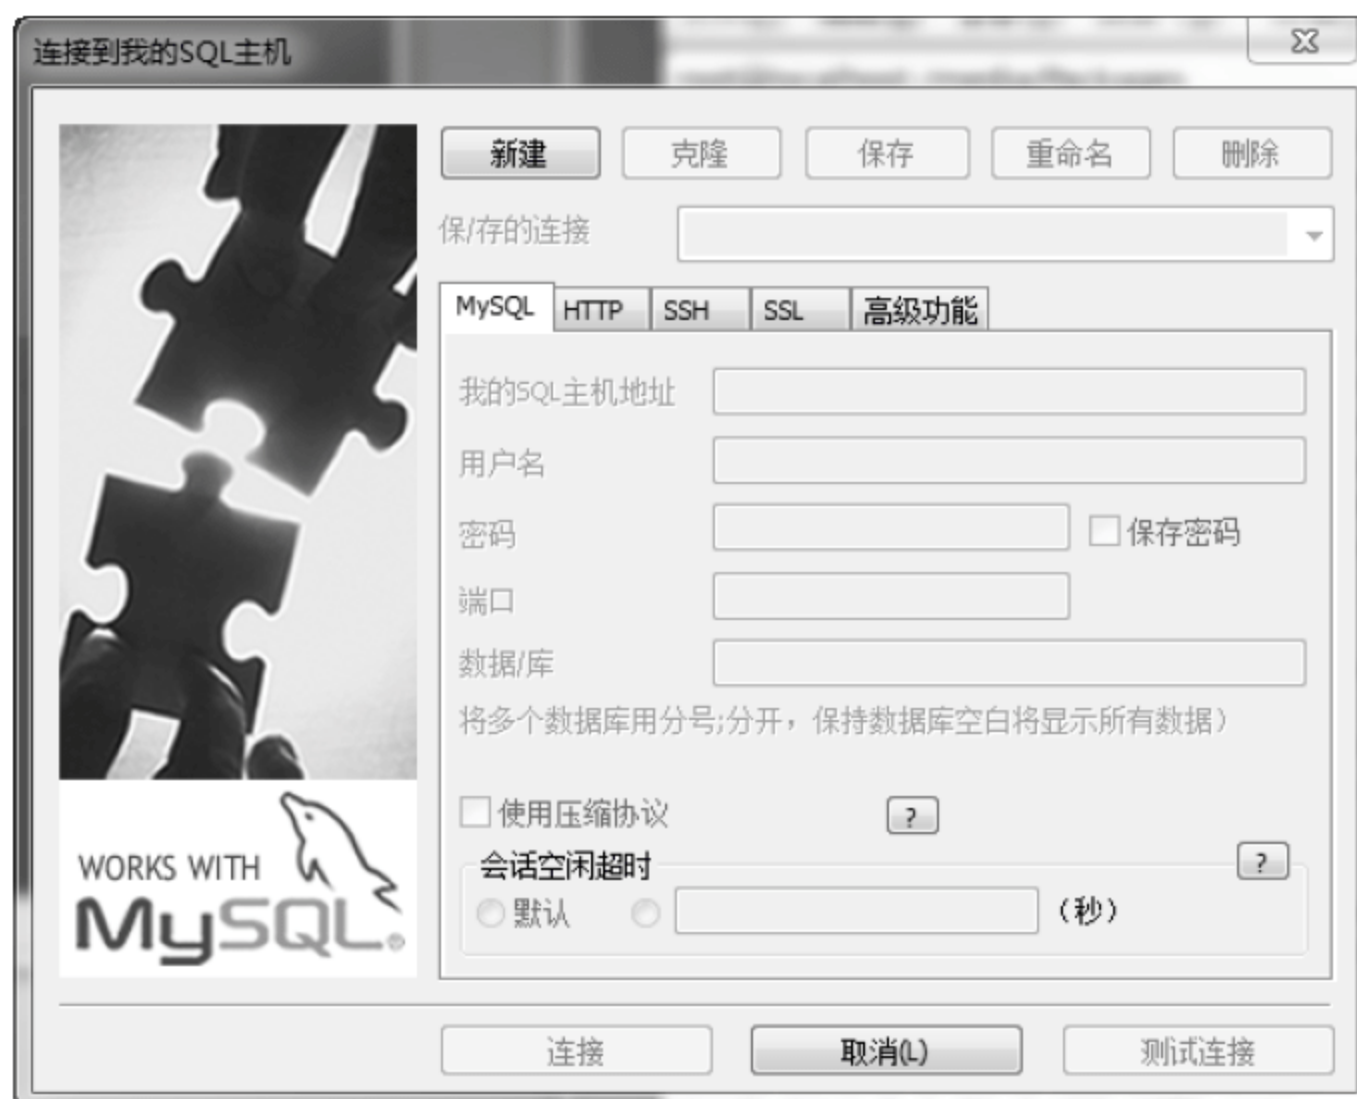 连接到我的SQL主机
新建 克隆 保存 重命名 删除
保/存的连接
MySQL HTTP SSH SSL 高级功能
我的SQL主机地址
用户名
密码 保存密码
端口
数据/库
将多个数据库用分号;分开，保持数据库空白将显示所有数据）
使用压缩协议 ?
会话空闲超时 ?
默认 （秒）
WORKS WITH
MySQL®
连接 取消(L) 测试连接